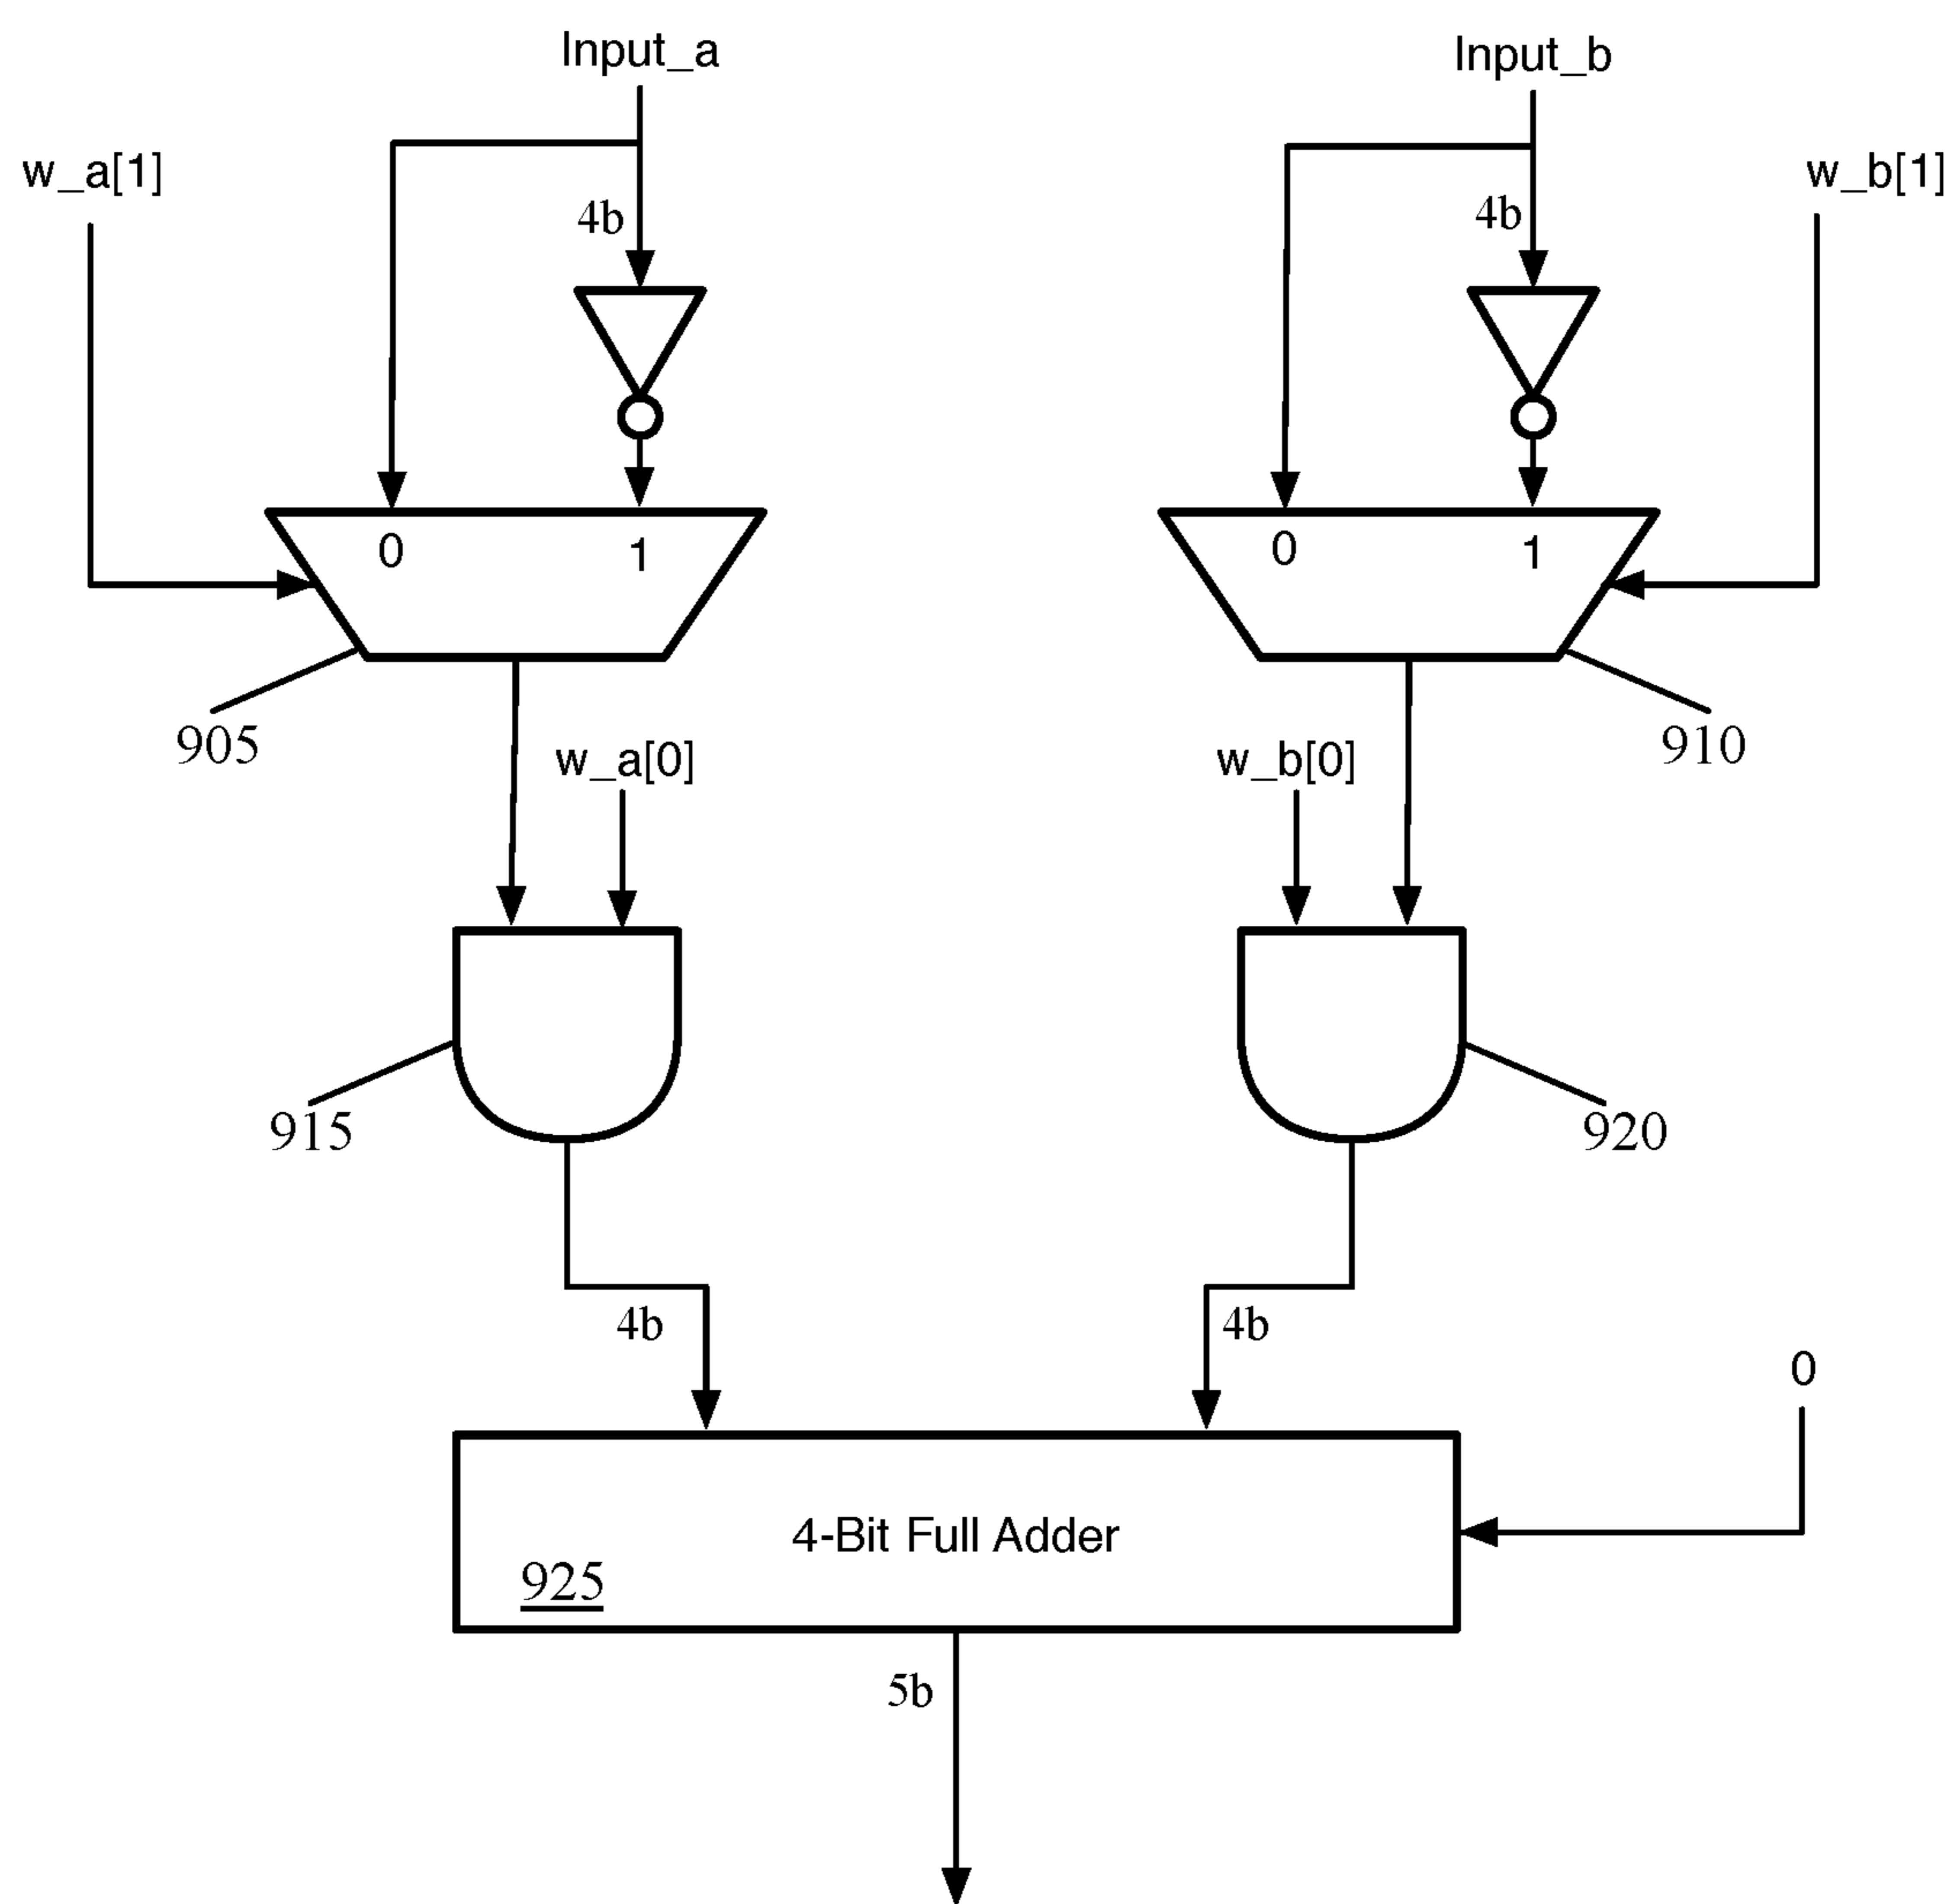 Input_a
Input_b
w_a[1]
w_b[1]
4b
4b
0
1
0
1
905
910
w_a[0]
w_b[0]
915
920
4b
4b
0
4-Bit Full Adder
925
5b